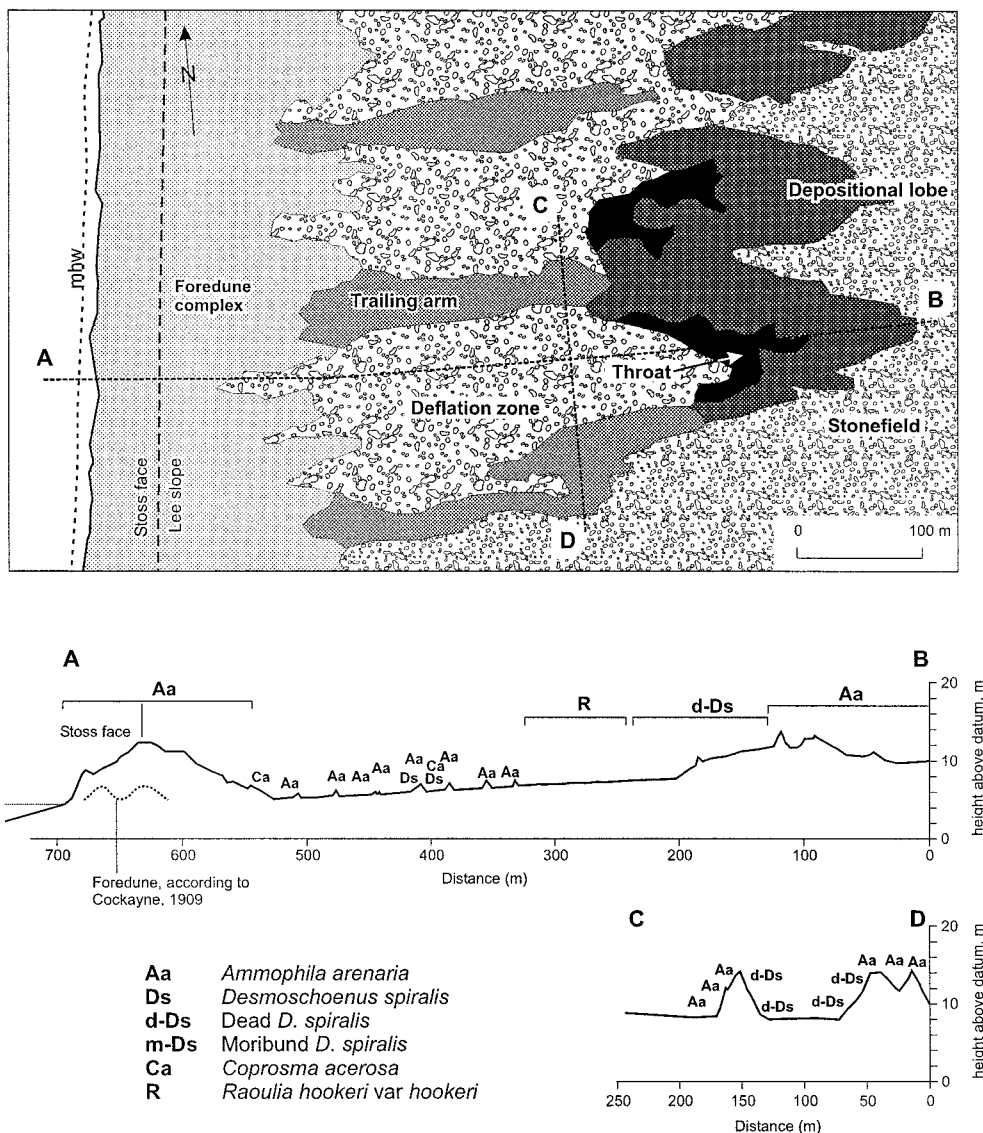 N
mhw
Stoss face
Lee slope
Foredune
complex
A
C
Trailing arm
Depositional lobe
B
Throat
Deflation zone
Stonefield
D
0 100 m
A B
Aa
Stoss face
R
d-Ds
Aa
Ca
Aa
Aa
Aa
Aa
Aa
Ds
Ca
Ds
Aa
Aa
Aa
20
10
0
height above datum, m
700 600 500 400 300 200 100 0
Distance (m)
Foredune, according to
Cockayne, 1909
C D
Aa
Aa
Aa
d-Ds
d-Ds
d-Ds
d-Ds
Aa
Aa
Aa
20
10
0
height above datum, m
250 200 150 100 50 0
Distance (m)
Aa Ammophila arenaria
Ds Desmoschoenus spiralis
d-Ds Dead D. spiralis
m-Ds Moribund D. spiralis
Ca Coprosma acerosa
R Raoulia hookeri var hookeri